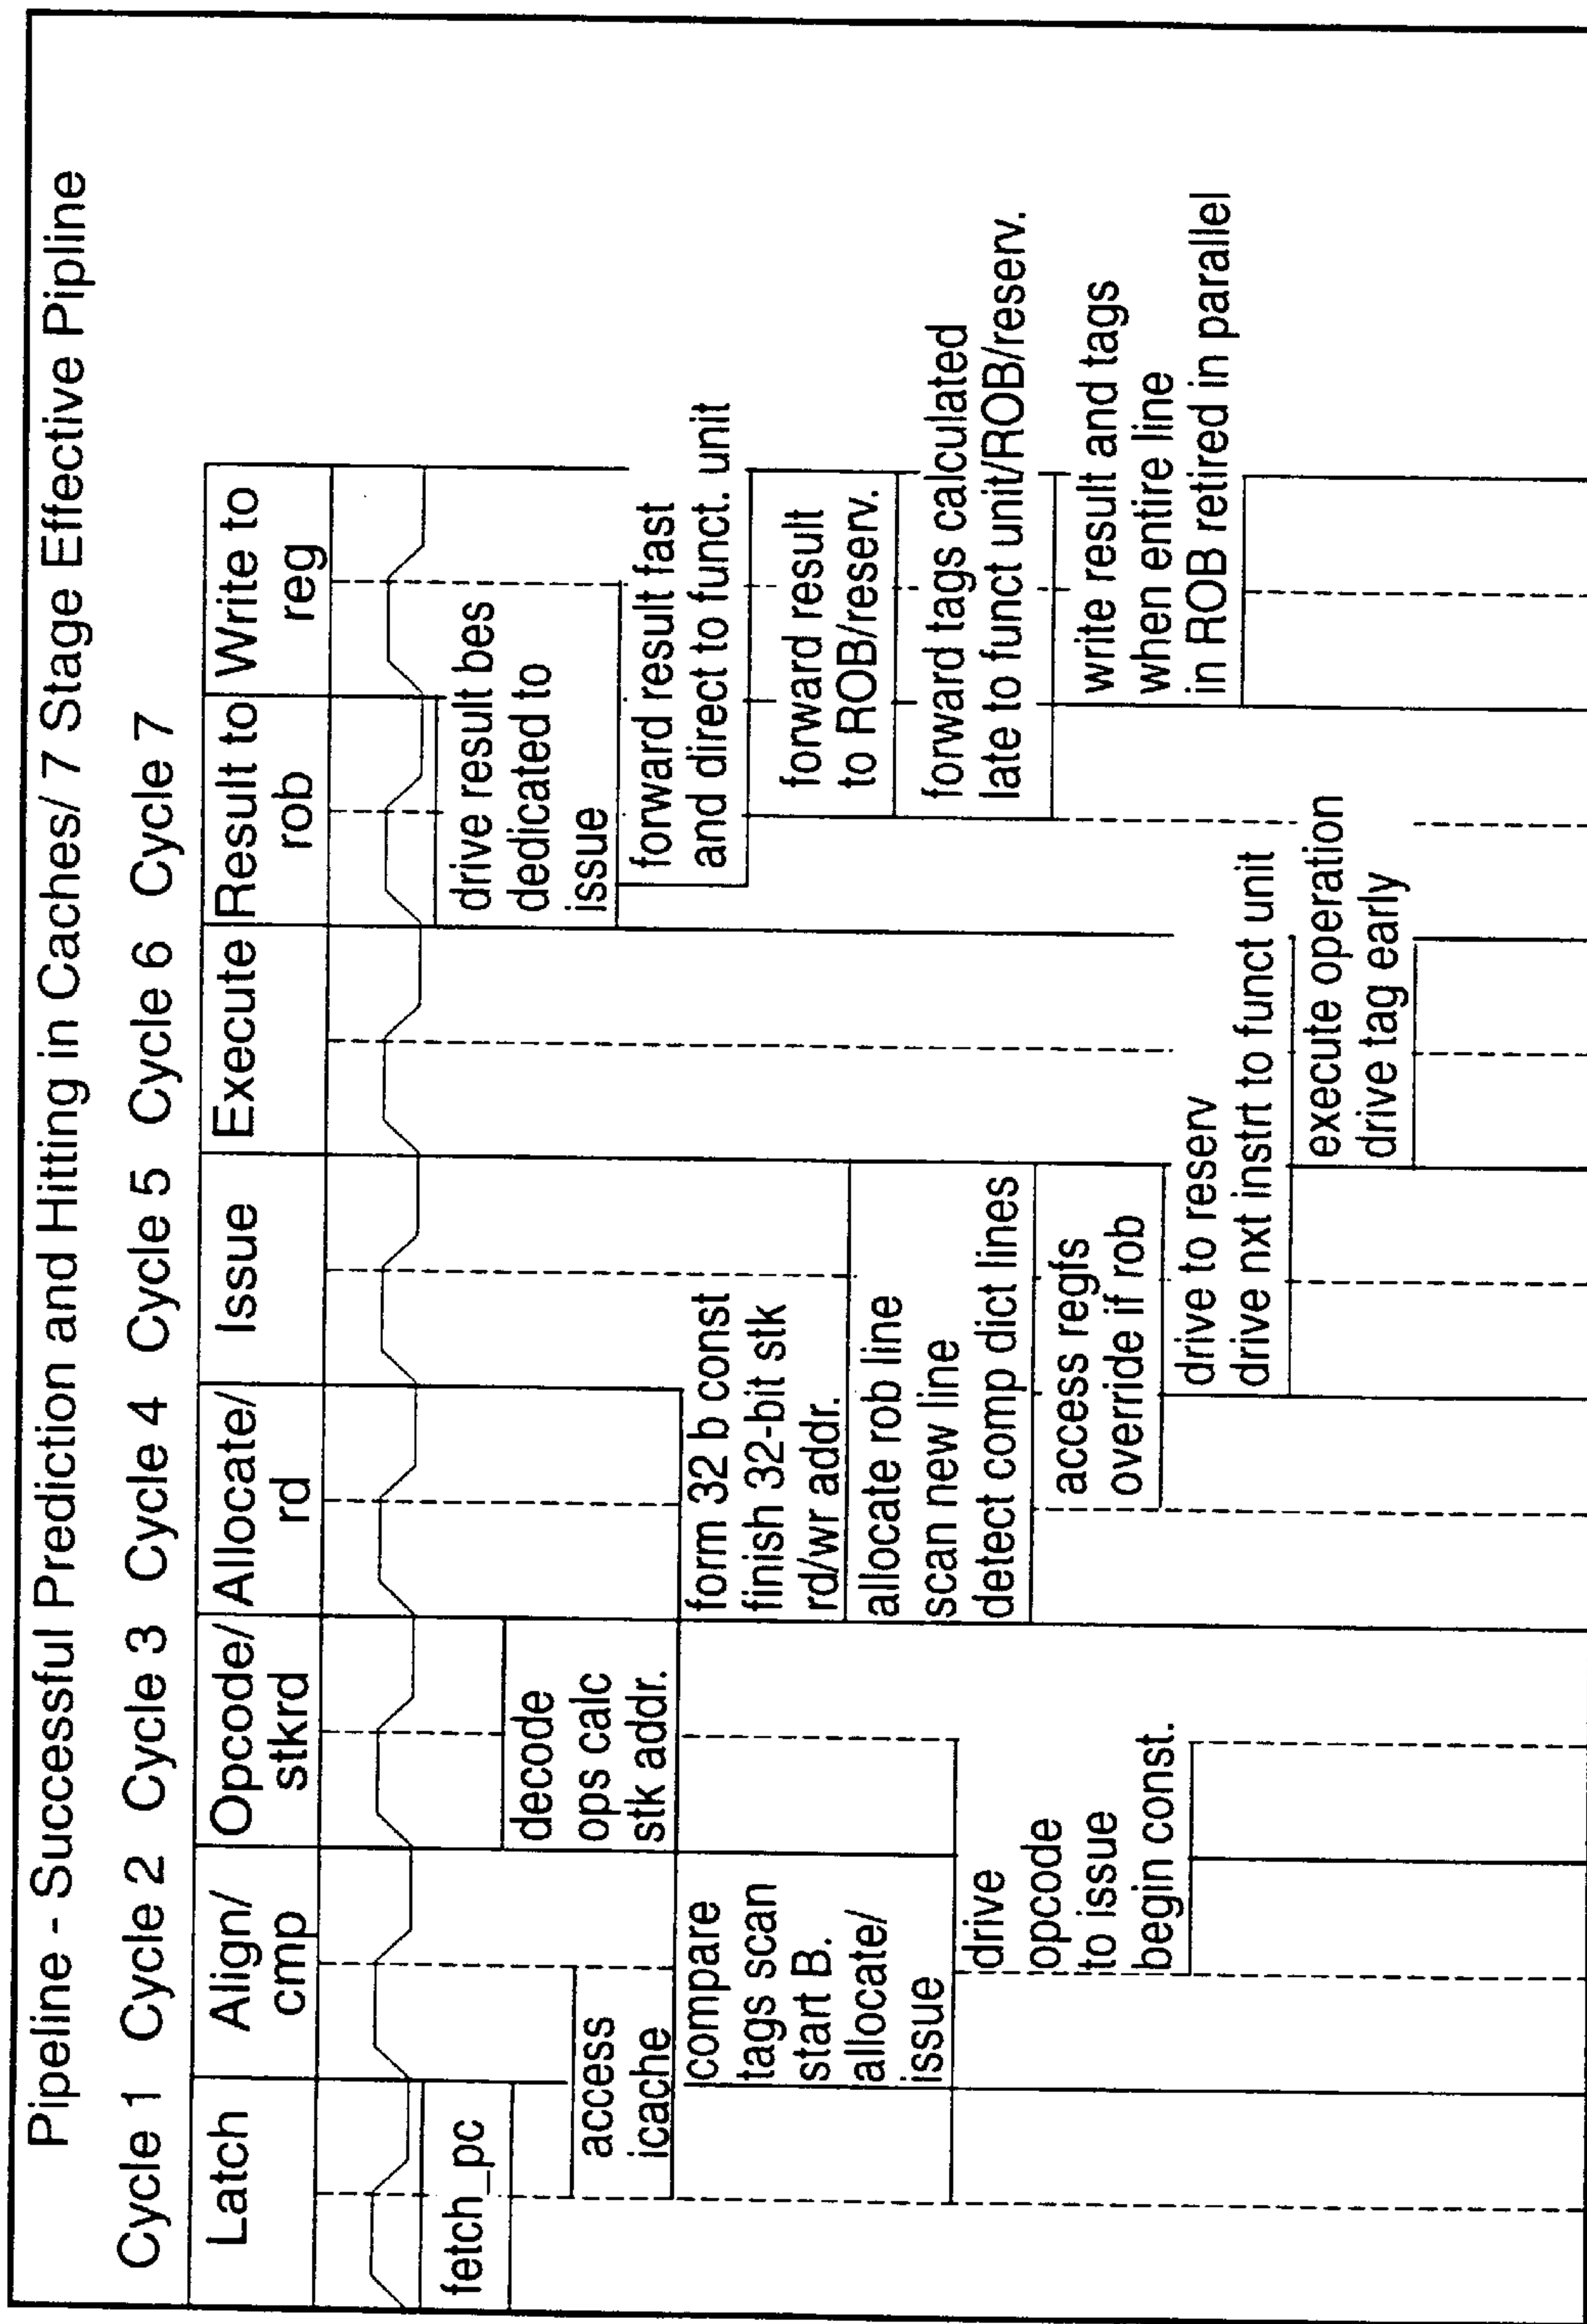 Pipeline - Successful Prediction and Hitting in Caches/ 7 Stage Effective Pipline
Cycle 1 Cycle 2 Cycle 3 Cycle 4 Cycle 5 Cycle 6 Cycle 7
Latch
Align/
cmp
Opcode/
stkrd
Allocate/
rd
Issue
Execute
Result to
rob
Write to
reg
fetch_pc
access
icache
compare
tags scan
start B.
allocate/
issue
drive
opcode
to issue
begin const.
decode
ops calc
stk addr.
form 32 b const
finish 32-bit stk
rd/wr addr.
allocate rob line
scan new line
detect comp dict lines
access regfs
override if rob
drive to reserv
drive nxt instrt to funct unit
execute operation
drive tag early
drive result bes
dedicated to
issue
forward result fast
and direct to funct. unit
forward result
to ROB/reserv.
forward tags calculated
late to funct unit/ROB/reserv.
write result and tags
when entire line
in ROB retired in parallel